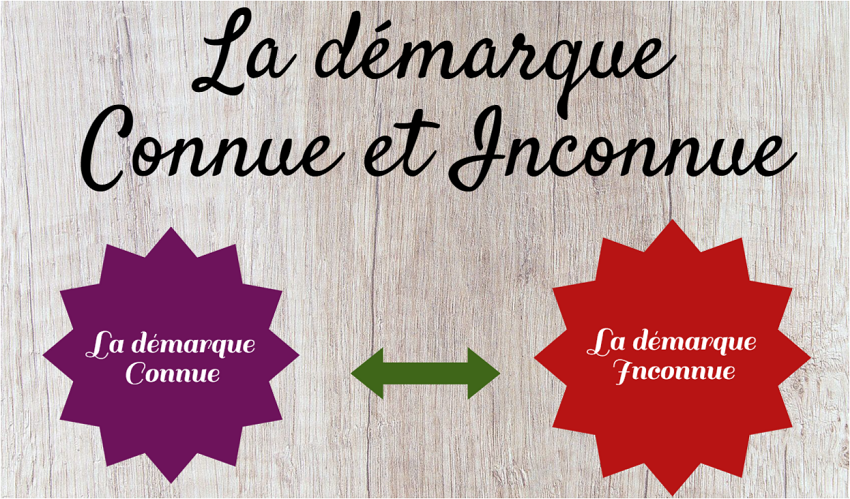 La démarque
Connue et Inconnue
La démarque
Connue
La démarque
Inconnue